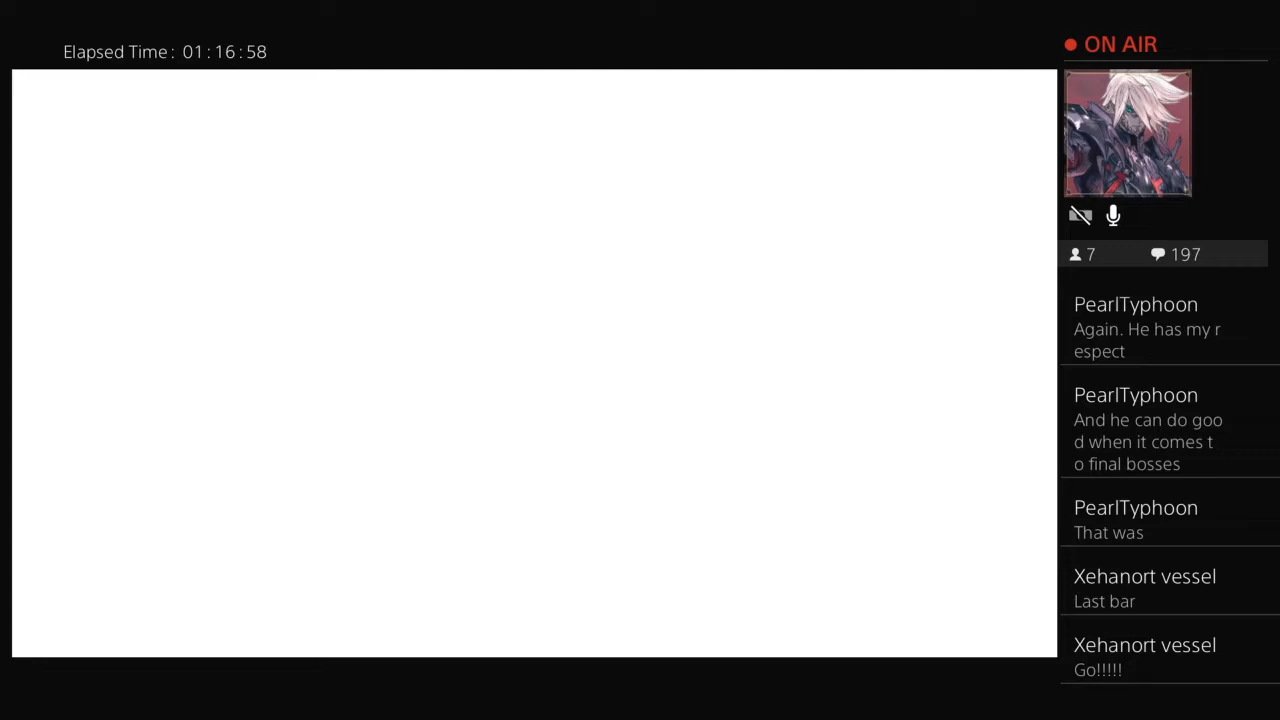 Elapsed Time: 01:16:58
ON AIR
7 197
PearlTyphoon
Again. He has my r
espect
PearlTyphoon
And he can do goo
d when it comes t
o final bosses
PearlTyphoon
That was
Xehanort vessel
Last bar
Xehanort vessel
Go!!!!!